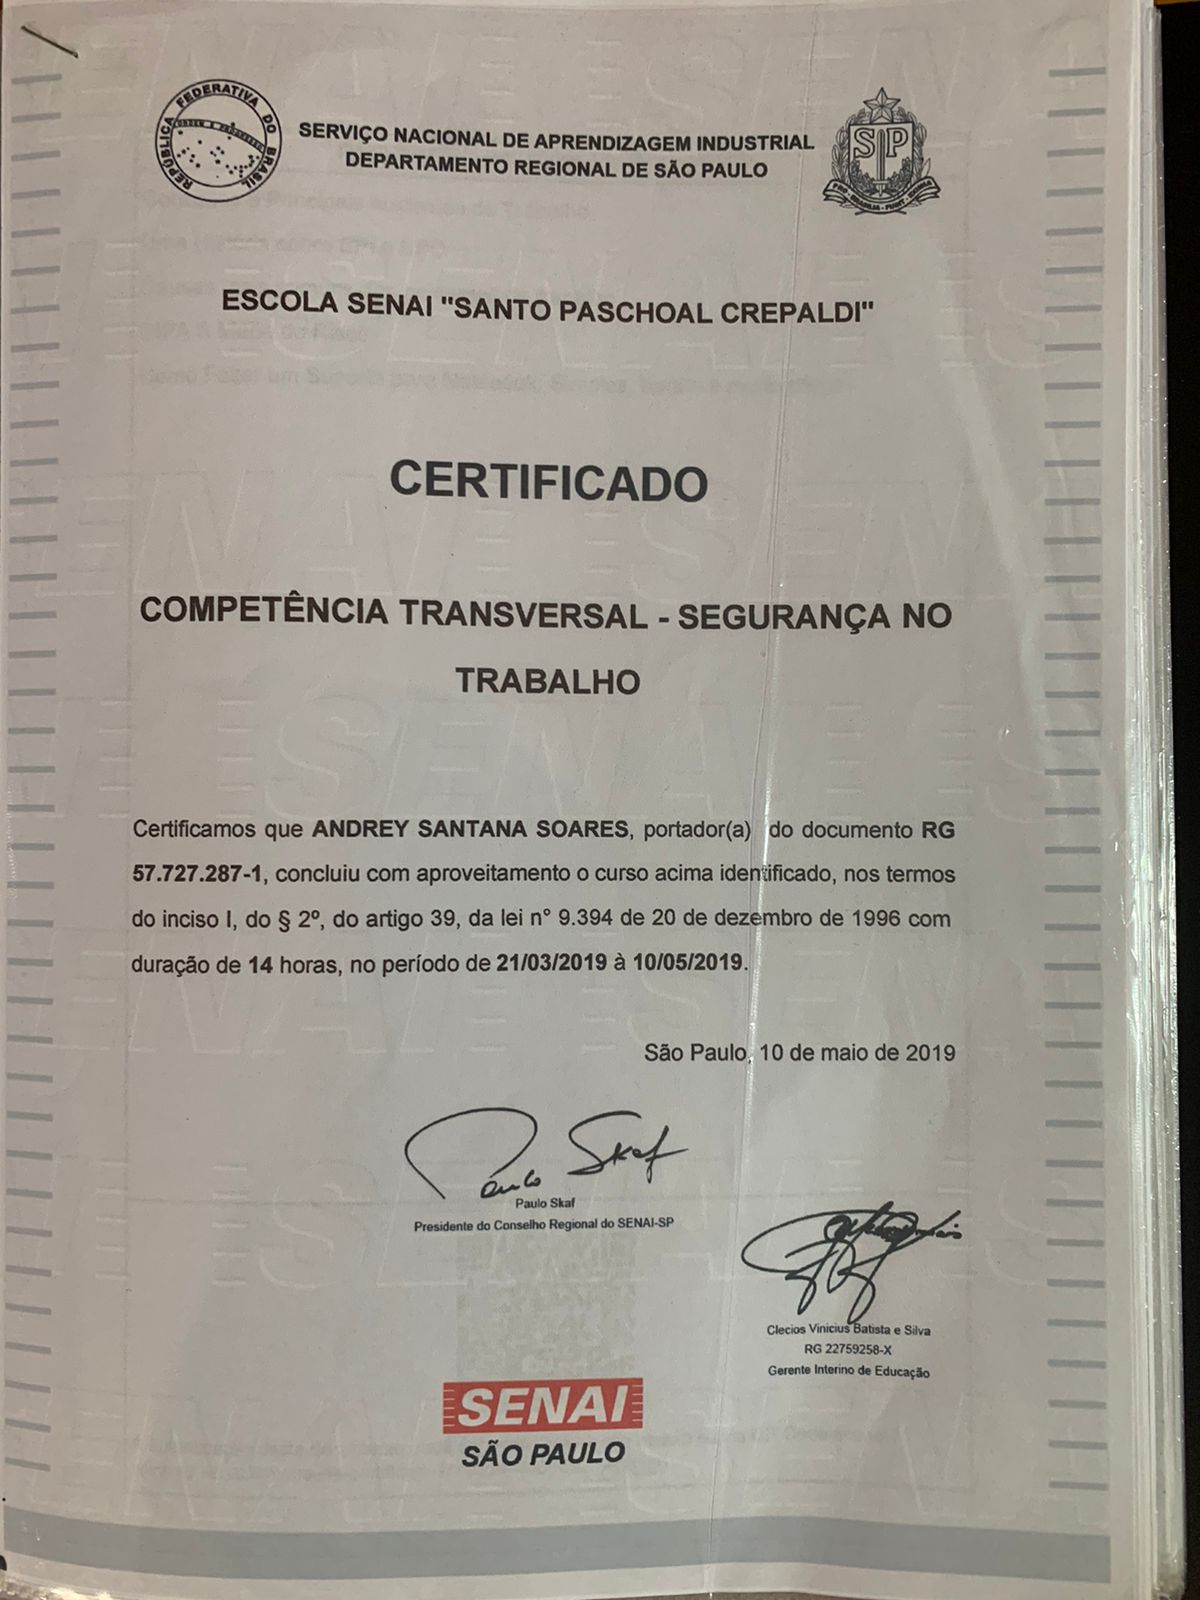 REPÚBLICA FEDERATIVA DO BRASIL
ORDEM E PROGRESSO
SERVIÇO NACIONAL DE APRENDIZAGEM INDUSTRIAL
DEPARTAMENTO REGIONAL DE SÃO PAULO
SP
ESCOLA SENAI "SANTO PASCHOAL CREPALDI"
CERTIFICADO
COMPETÊNCIA TRANSVERSAL - SEGURANÇA NO
TRABALHO
Certificamos que ANDREY SANTANA SOARES, portador(a) do documento RG
57.727.287-1, concluiu com aproveitamento o curso acima identificado, nos termos
do inciso I, do § 2º, do artigo 39, da lei n° 9.394 de 20 de dezembro de 1996 com
duração de 14 horas, no período de 21/03/2019 à 10/05/2019.
São Paulo, 10 de maio de 2019
Paulo Skaf
Paulo Skaf
Presidente do Conselho Regional do SENAI-SP
Clecios Vinicius Batista e Silva
RG 22759258-X
Gerente Interino de Educação
SENAI
SÃO PAULO